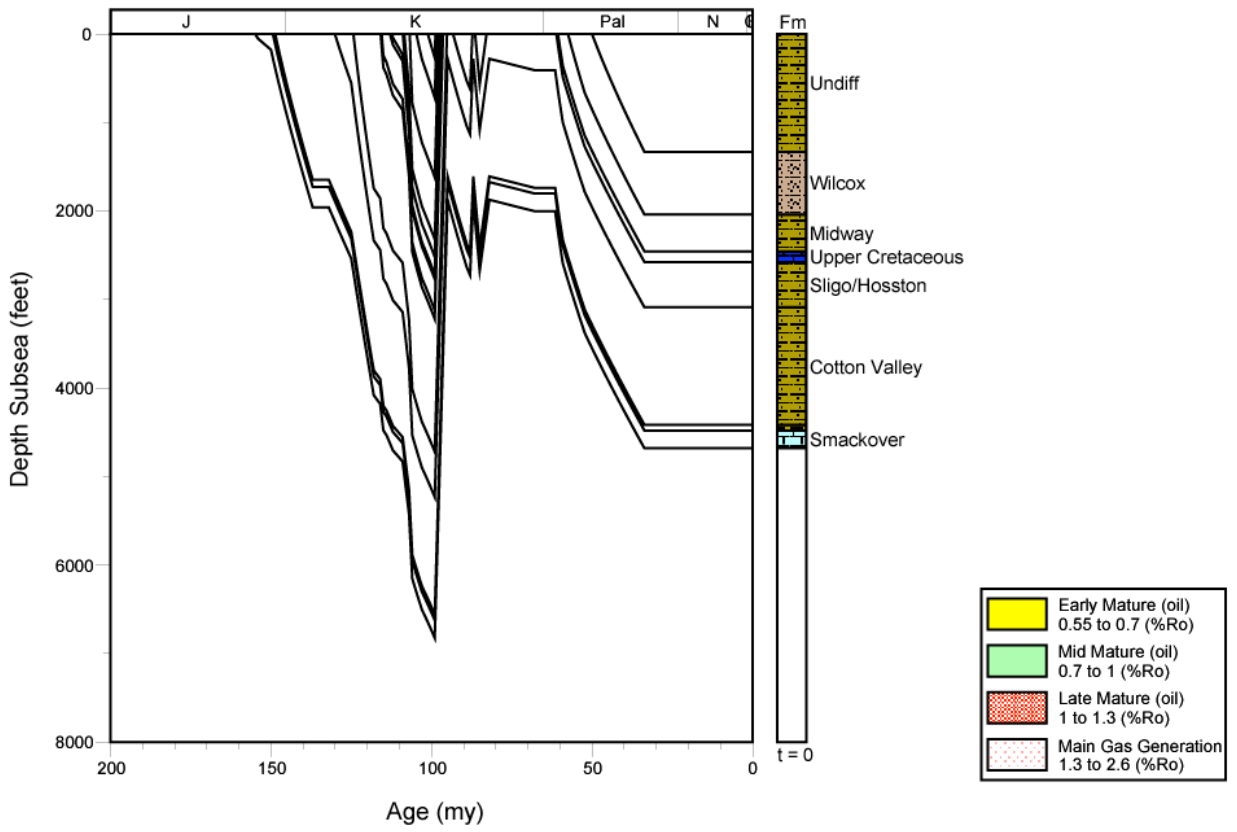 J K Pal N Fm
0
2000
4000
6000
8000
Depth Subsea (feet)
200 150 100 50 0
Age (my)
t = 0
Undiff
Wilcox
Midway
Upper Cretaceous
Sligo/Hosston
Cotton Valley
Smackover
Early Mature (oil)
0.55 to 0.7 (%Ro)
Mid Mature (oil)
0.7 to 1 (%Ro)
Late Mature (oil)
1 to 1.3 (%Ro)
Main Gas Generation
1.3 to 2.6 (%Ro)